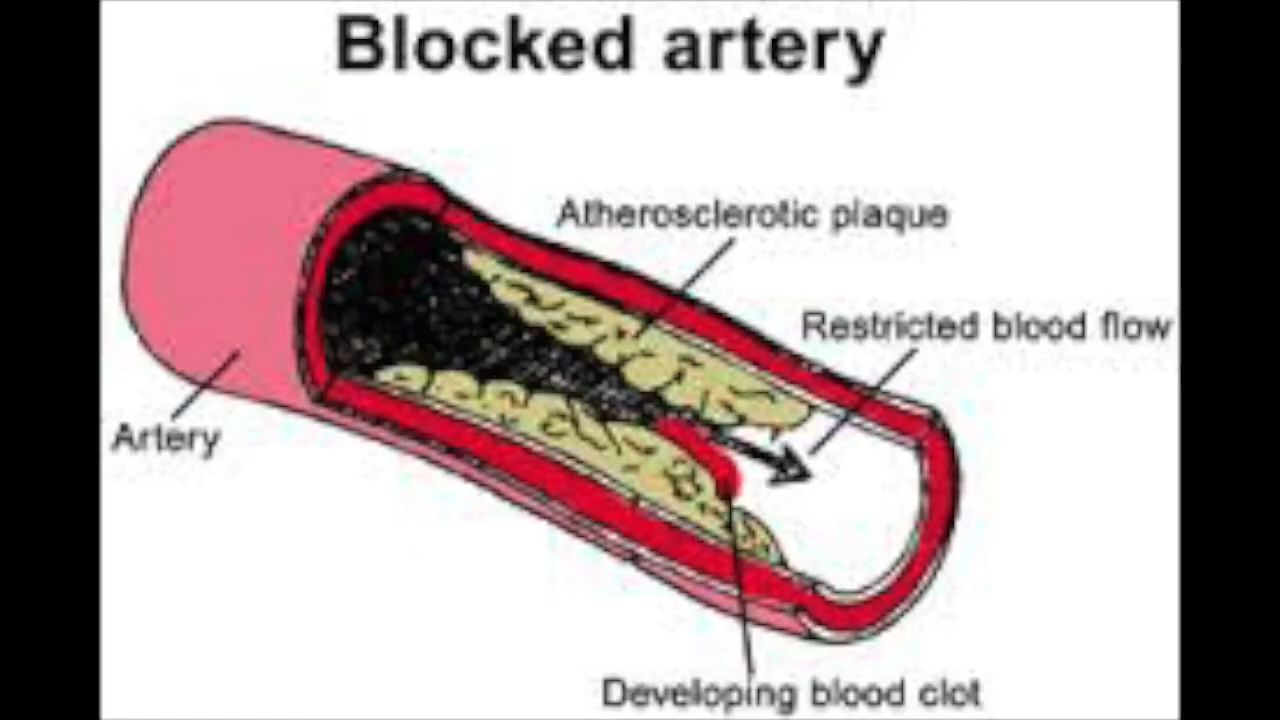 Blocked artery
Atherosclerotic plaque
Restricted blood flow
Artery
Developing blood clot